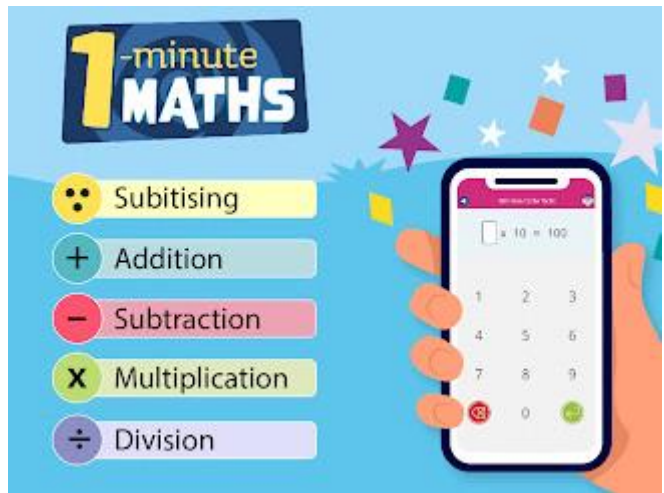 1-minute
MATHS
Subitising
+ Addition
− Subtraction
x Multiplication
÷ Division
x 10 = 100
1 2 3
4 5 6
7 8 9
0